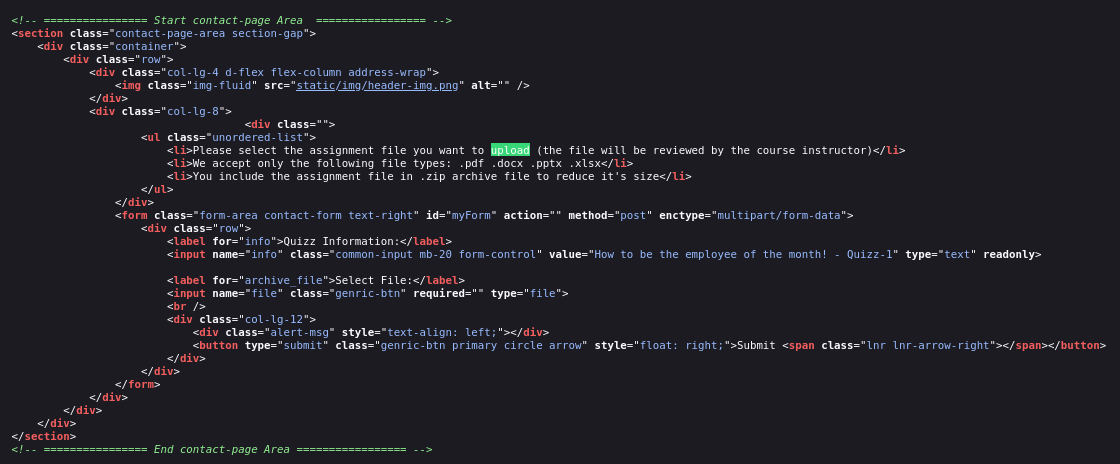 <!-- ================ Start contact-page Area  ================= -->
<section class="contact-page-area section-gap">
    <div class="container">
        <div class="row">
            <div class="col-lg-4 d-flex flex-column address-wrap">
                <img class="img-fluid" src="static/img/header-img.png" alt="" />
            </div>
            <div class="col-lg-8">
                                    <div class="">
                    <ul class="unordered-list">
                        <li>Please select the assignment file you want to upload (the file will be reviewed by the course instructor)</li>
                        <li>We accept only the following file types: .pdf .docx .pptx .xlsx</li>
                        <li>You include the assignment file in .zip archive file to reduce it's size</li>
                    </ul>
                </div>
                <form class="form-area contact-form text-right" id="myForm" action="" method="post" enctype="multipart/form-data">
                    <div class="row">
                        <label for="info">Quizz Information:</label>
                        <input name="info" class="common-input mb-20 form-control" value="How to be the employee of the month! - Quizz-1" type="text" readonly>
                        <label for="archive_file">Select File:</label>
                        <input name="file" class="genric-btn" required="" type="file">
                        <br />
                        <div class="col-lg-12">
                            <div class="alert-msg" style="text-align: left;"></div>
                            <button type="submit" class="genric-btn primary circle arrow" style="float: right;">Submit <span class="lnr lnr-arrow-right"></span></button>
                        </div>
                    </div>
                </form>
            </div>
        </div>
    </div>
</section>
<!-- ================ End contact-page Area ================= -->